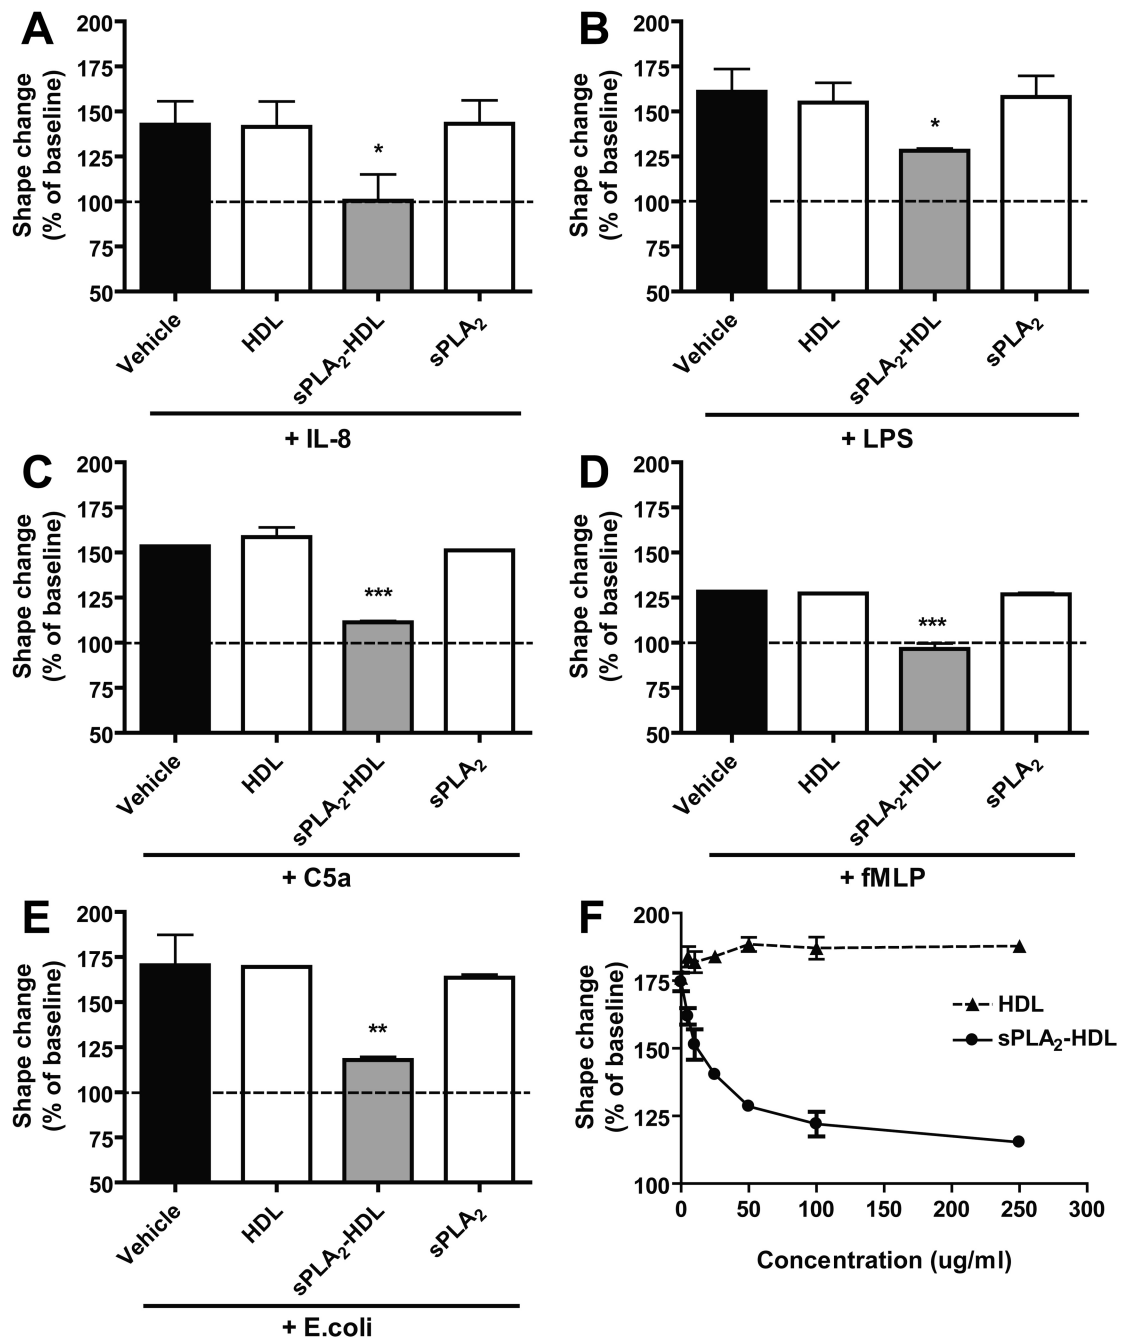 A
Shape change
(% of baseline)
200
175
150
125
100
75
50
*
Vehicle
HDL
sPLA₂-HDL
sPLA₂
+ IL-8
B
Shape change
(% of baseline)
200
175
150
125
100
75
50
*
Vehicle
HDL
sPLA₂-HDL
sPLA₂
+ LPS
C
Shape change
(% of baseline)
200
175
150
125
100
75
50
***
Vehicle
HDL
sPLA₂-HDL
sPLA₂
+ C5a
D
Shape change
(% of baseline)
200
175
150
125
100
75
50
***
Vehicle
HDL
sPLA₂-HDL
sPLA₂
+ fMLP
E
Shape change
(% of baseline)
200
175
150
125
100
75
50
**
Vehicle
HDL
sPLA₂-HDL
sPLA₂
+ E.coli
F
Shape change
(% of baseline)
200
175
150
125
100
HDL
sPLA₂-HDL
0 50 100 150 200 250 300
Concentration (ug/ml)